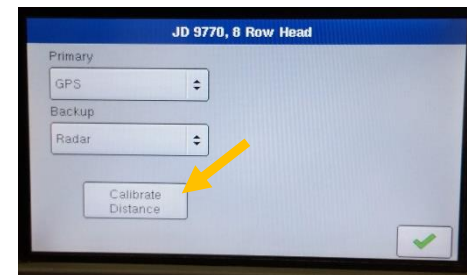 JD 9770, 8 Row Head
Primary
GPS
Backup
Radar
Calibrate
Distance